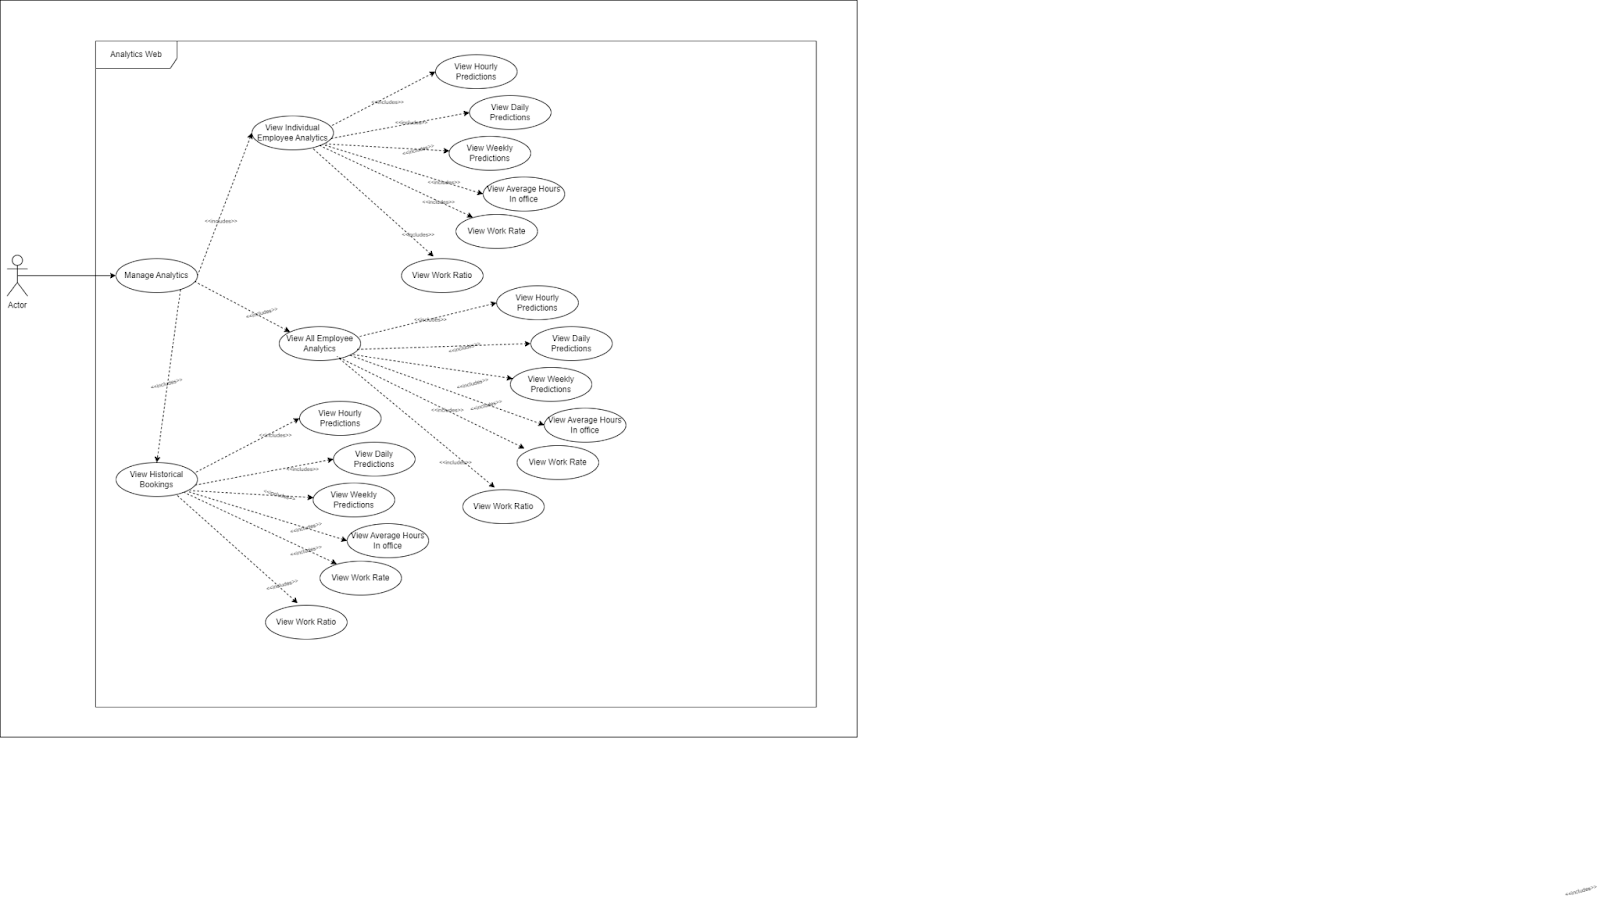 Analytics Web
View Hourly
Predictions
<<includes>>
View Daily
Predictions
<<includes>>
View Individual
Employee Analytics
View Weekly
Predictions
<<includes>>
<<includes>>
View Average Hours
In office
<<includes>>
<<includes>>
View Work Rate
<<includes>>
Manage Analytics
View Work Ratio
Actor
View Hourly
Predictions
<<includes>>
<<includes>>
View All Employee
Analytics
<<includes>>
View Daily
Predictions
<<includes>>
<<includes>>
View Weekly
Predictions
<<includes>>
<<includes>>
View Average Hours
In office
View Hourly
Predictions
<<includes>>
View Daily
Predictions
<<includes>>
<<includes>>
View Work Rate
View Historical
Bookings
<<includes>>
View Weekly
Predictions
View Work Ratio
<<includes>>
View Average Hours
In office
<<includes>>
View Work Rate
<<includes>>
View Work Ratio
<<includes>>